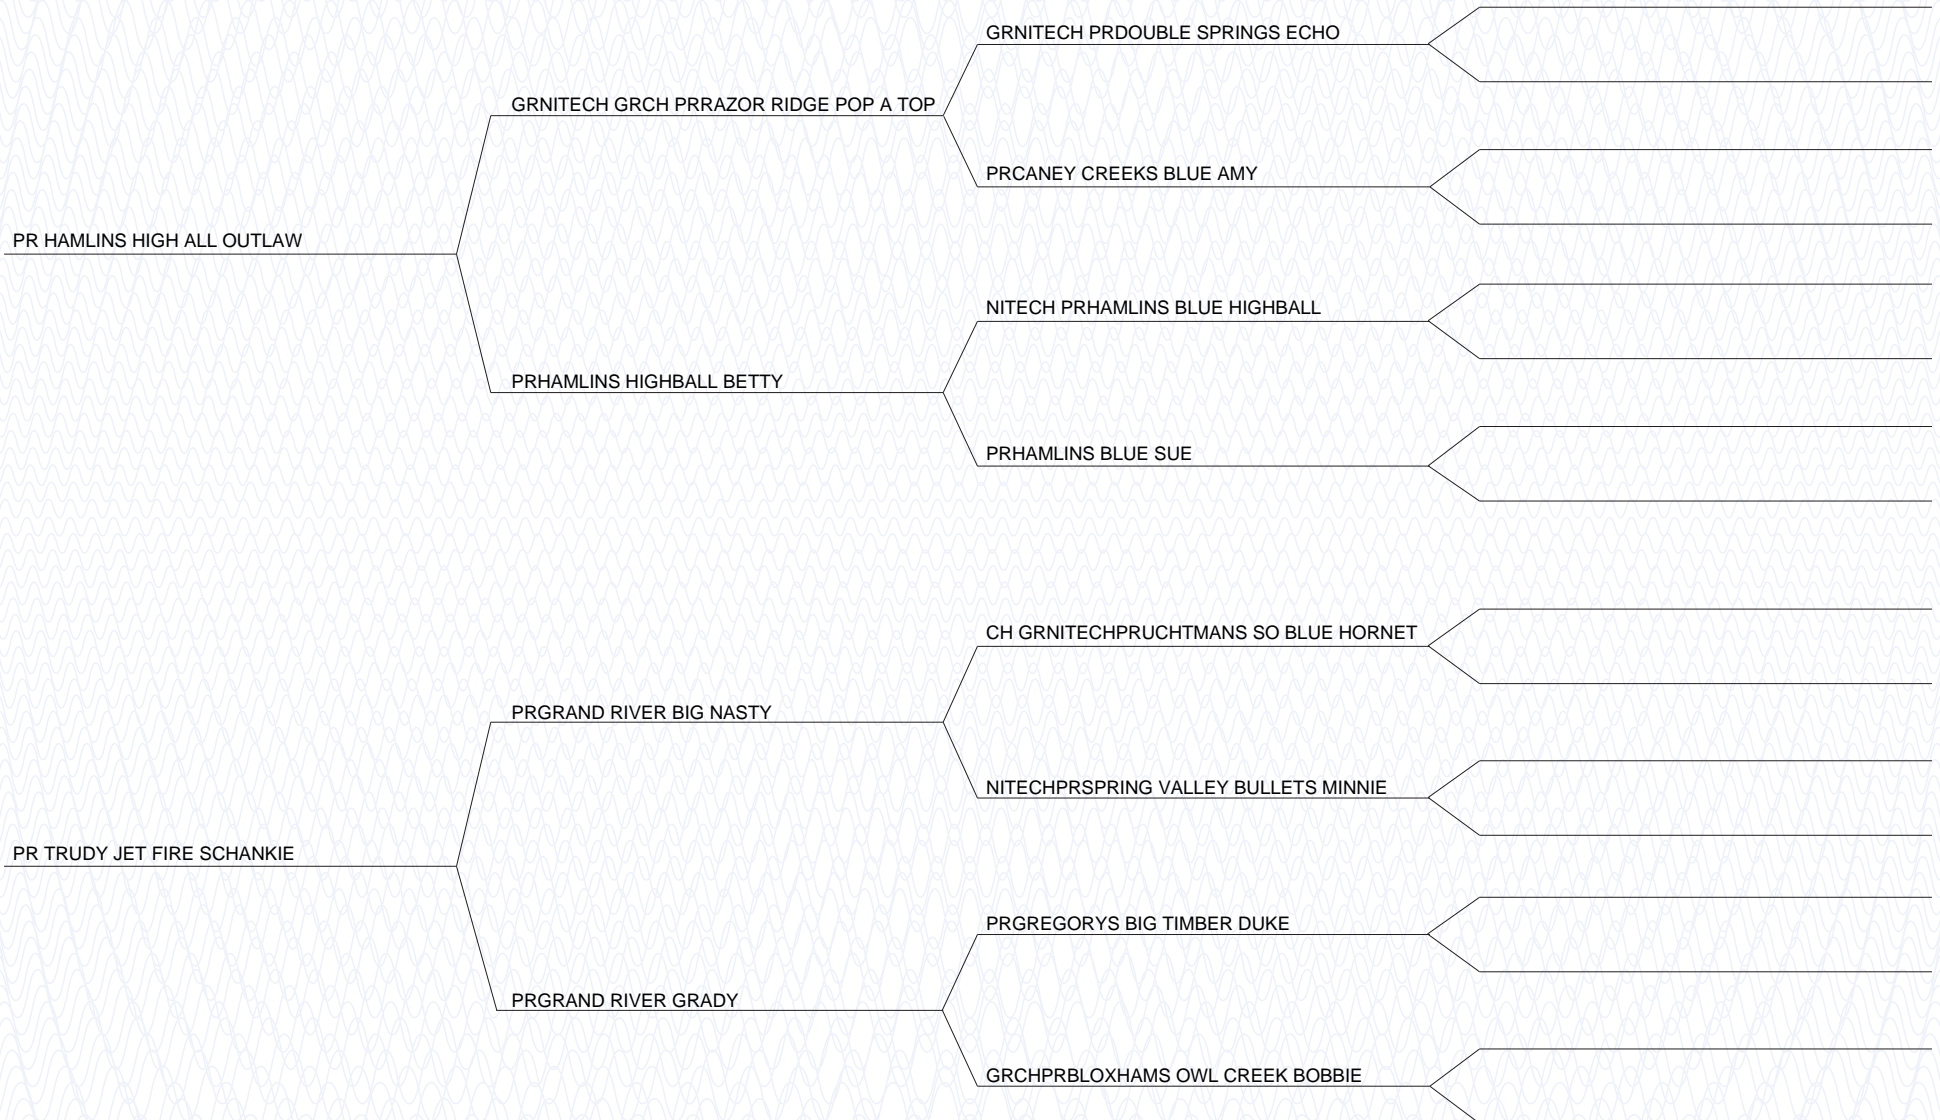 GRNITECH PRDOUBLE SPRINGS ECHO
GRNITECH GRCH PRRAZOR RIDGE POP A TOP
PRCANEY CREEKS BLUE AMY
PR HAMLINS HIGH ALL OUTLAW
NITECH PRHAMLINS BLUE HIGHBALL
PRHAMLINS HIGHBALL BETTY
PRHAMLINS BLUE SUE
CH GRNITECHPRUCHTMANS SO BLUE HORNET
PRGRAND RIVER BIG NASTY
NITECHPRSPRING VALLEY BULLETS MINNIE
PR TRUDY JET FIRE SCHANKIE
PRGREGORYS BIG TIMBER DUKE
PRGRAND RIVER GRADY
GRCHPRBLOXHAMS OWL CREEK BOBBIE